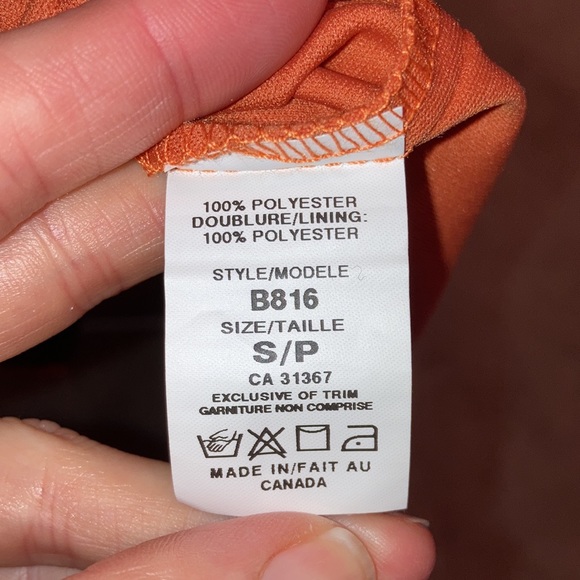 100% POLYESTER
DOUBLURE/LINING:
100% POLYESTER
STYLE/MODELE
B816
SIZE/TAILLE
S/P
CA 31367
EXCLUSIVE OF TRIM
GARNITURE NON COMPRISE
MADE IN/FAIT AU
CANADA